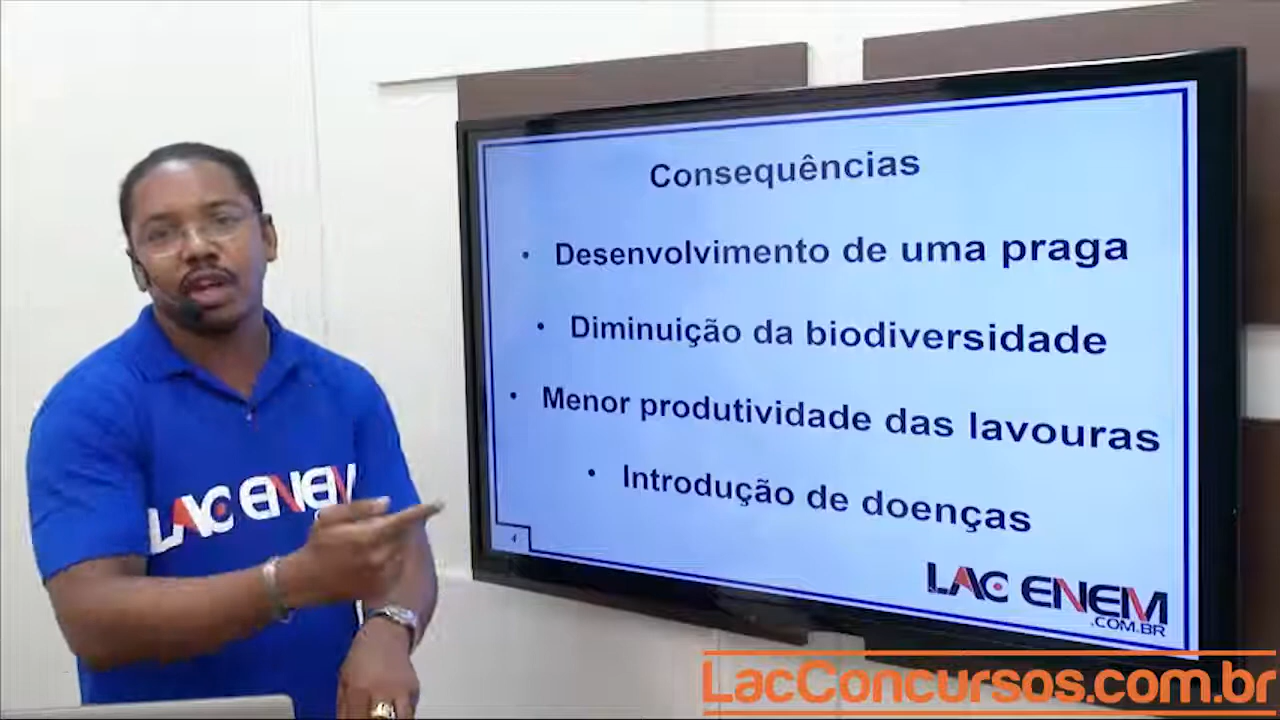 Consequências
• Desenvolvimento de uma praga
• Diminuição da biodiversidade
• Menor produtividade das lavouras
• Introdução de doenças
4
LAC ENEM
.COM.BR
LAC ENEM
LacConcursos.com.br